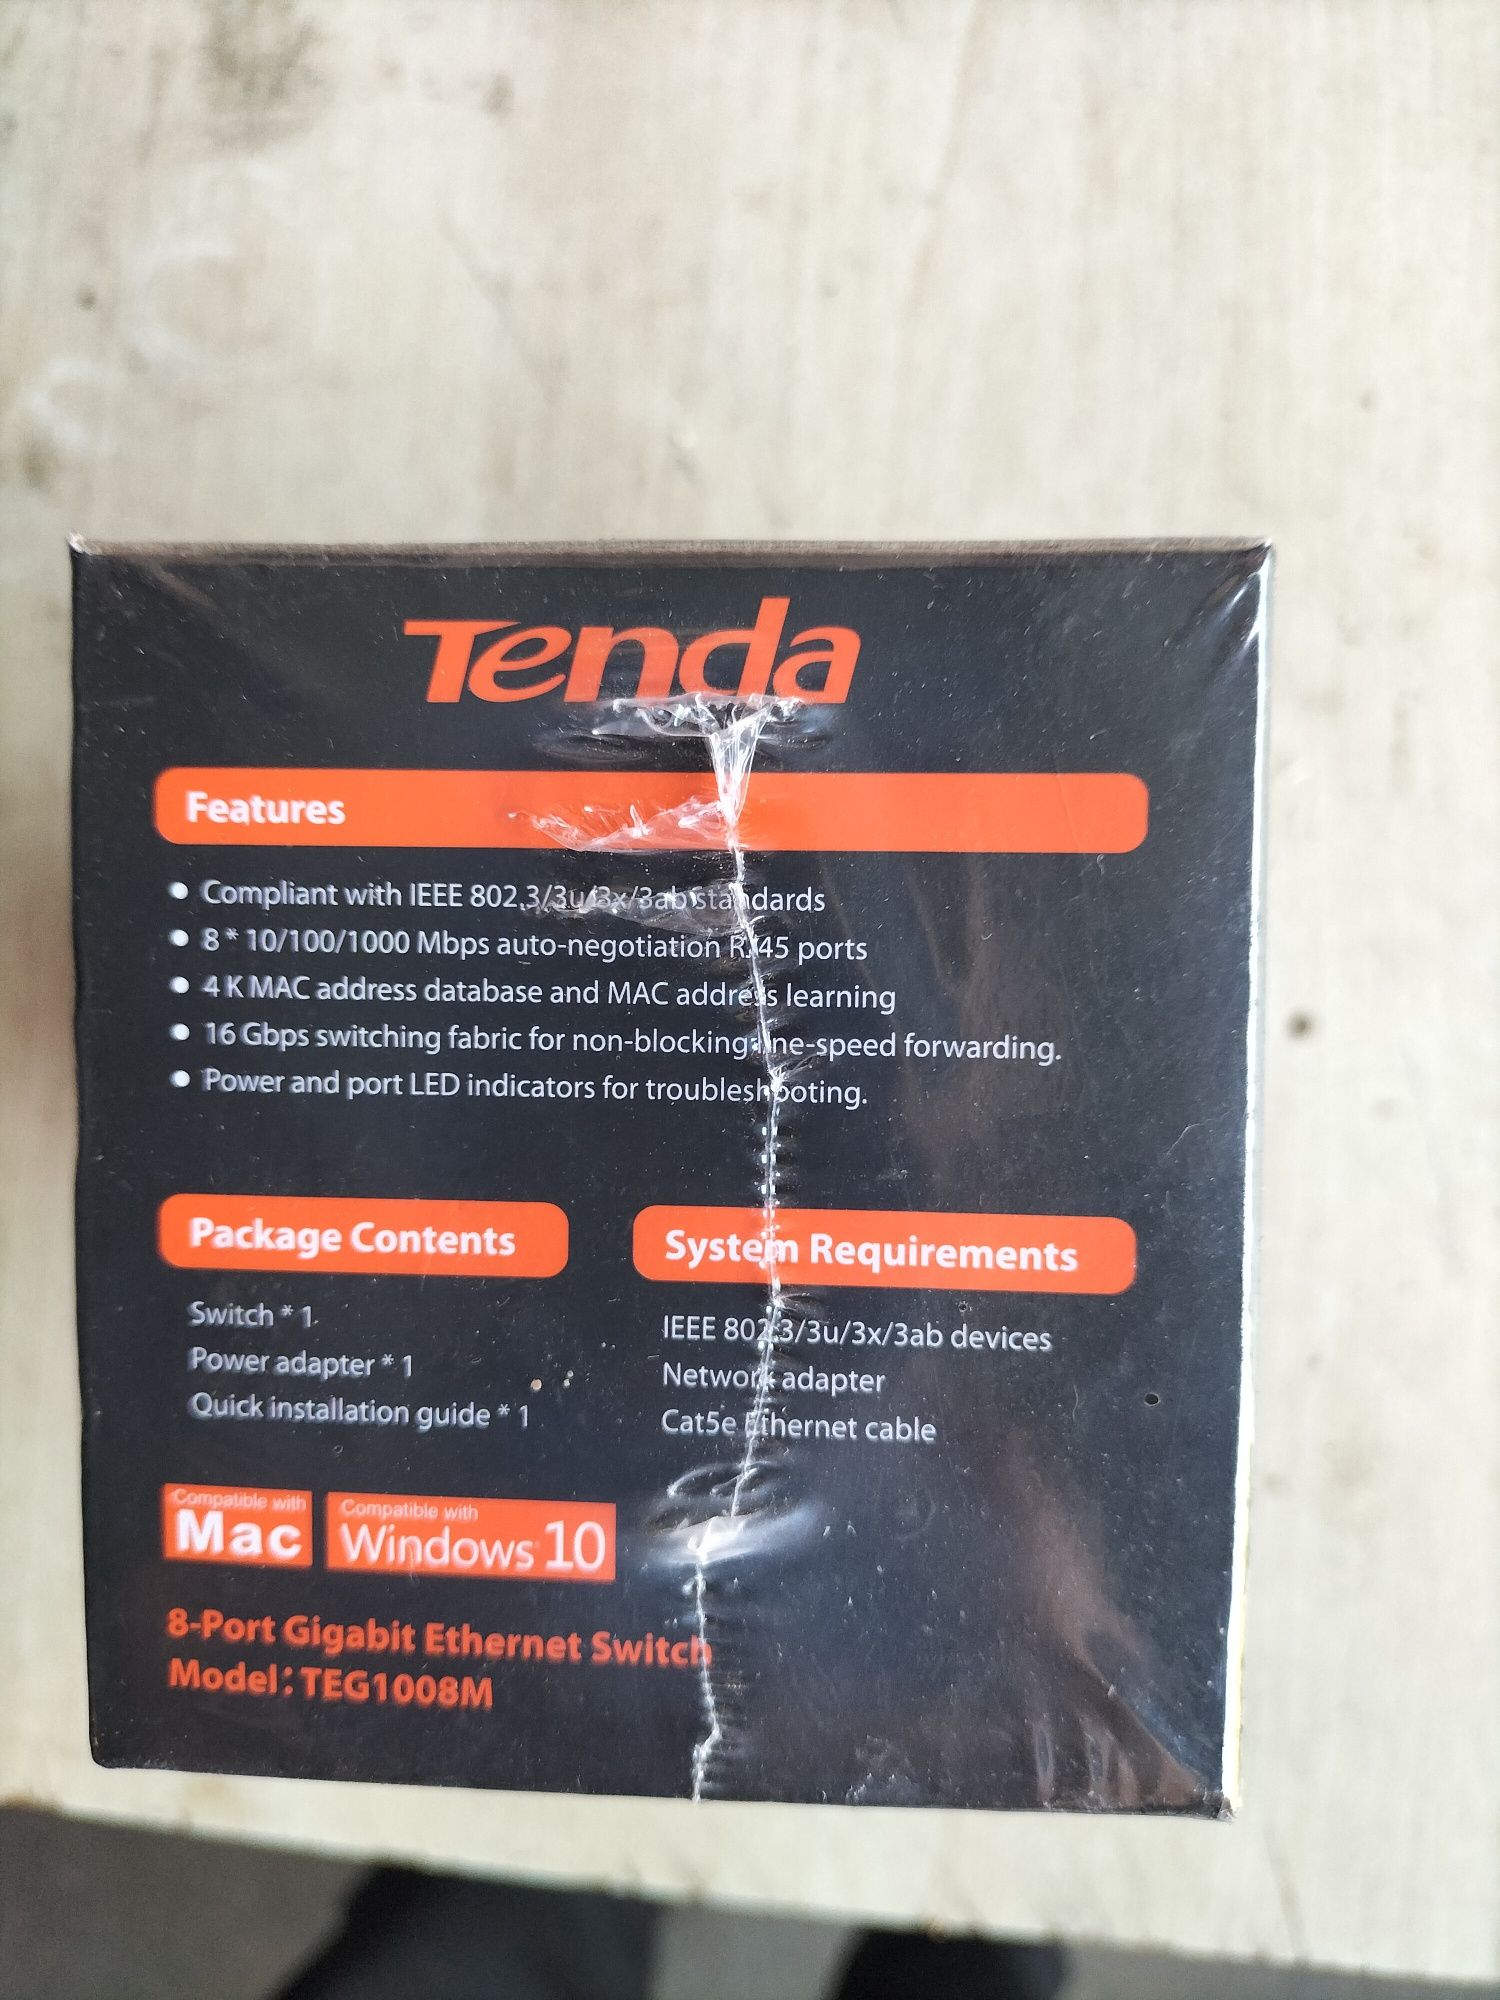 Tenda
Features
• Compliant with IEEE 802.3/3u/3x/3ab standards
• 8 * 10/100/1000 Mbps auto-negotiation RJ45 ports
• 4 K MAC address database and MAC address learning
• 16 Gbps switching fabric for non-blocking line-speed forwarding.
• Power and port LED indicators for troubleshooting.
Package Contents
Switch * 1
Power adapter * 1
Quick installation guide * 1
System Requirements
IEEE 802.3/3u/3x/3ab devices
Network adapter
Cat5e Ethernet cable
Compatible with
Mac
Compatible with
Windows 10
8-Port Gigabit Ethernet Switch
Model: TEG1008M